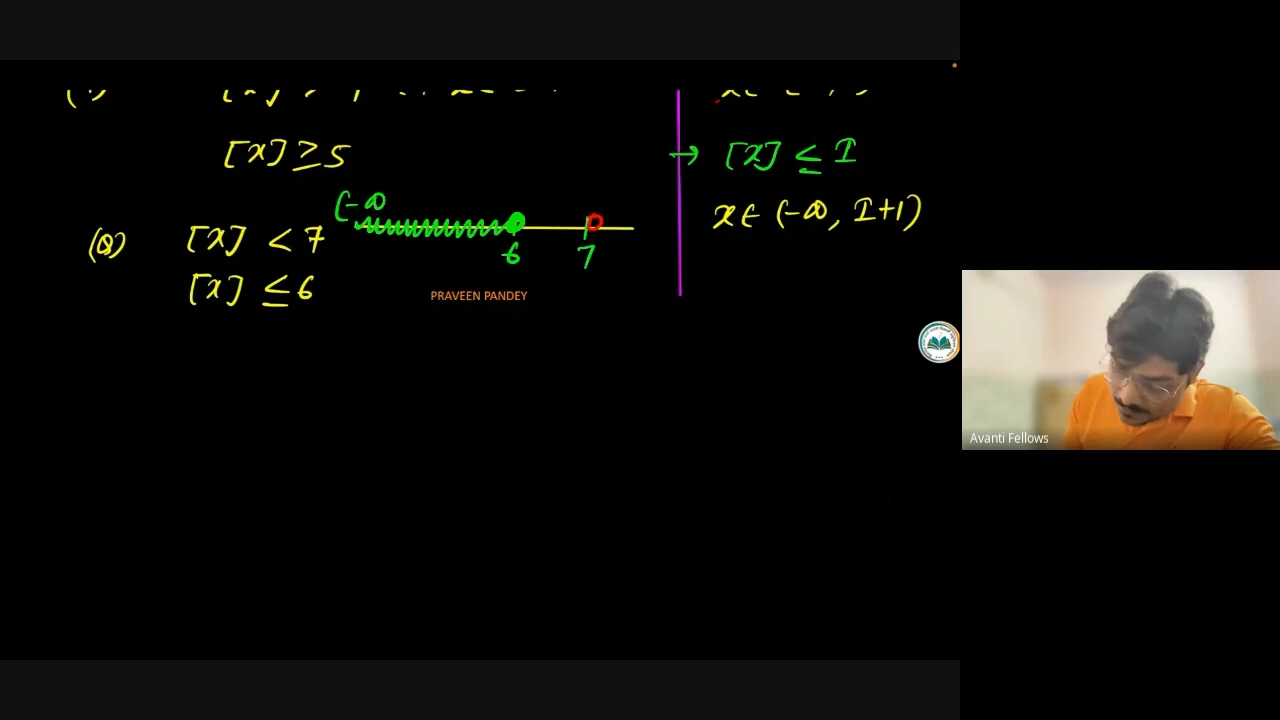 [x] ≥ 5
→ [x] ≤ I
(-∞
x ∈ (-∞, I+1)
(Q) [x] < 7
6 7
[x] ≤ 6
PRAVEEN PANDEY
Avanti Fellows